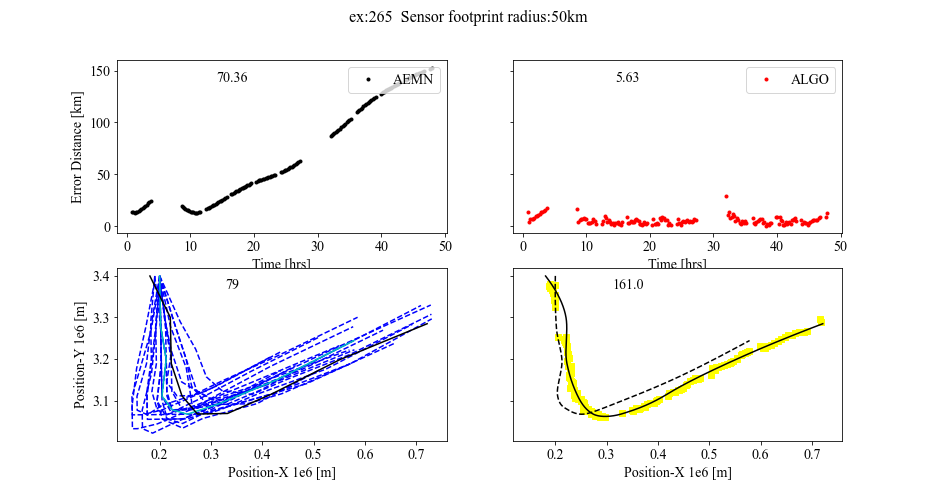 ex:265  Sensor footprint radius:50km
70.36
AEMN
150
100
50
0
Error Distance [km]
0 10 20 30 40 50
Time [hrs]
5.63
ALGO
0 10 20 30 40 50
Time [hrs]
79
3.4
3.3
3.2
3.1
Position-Y 1e6 [m]
0.2 0.3 0.4 0.5 0.6 0.7
Position-X 1e6 [m]
161.0
0.2 0.3 0.4 0.5 0.6 0.7
Position-X 1e6 [m]